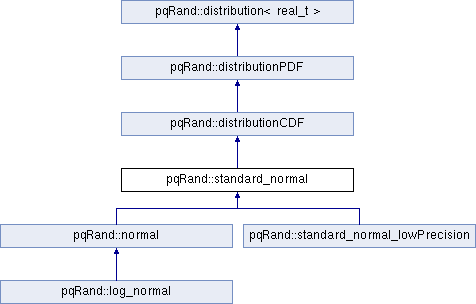 pqRand::distribution< real_t >
pqRand::distributionPDF
pqRand::distributionCDF
pqRand::standard_normal
pqRand::normal
pqRand::standard_normal_lowPrecision
pqRand::log_normal